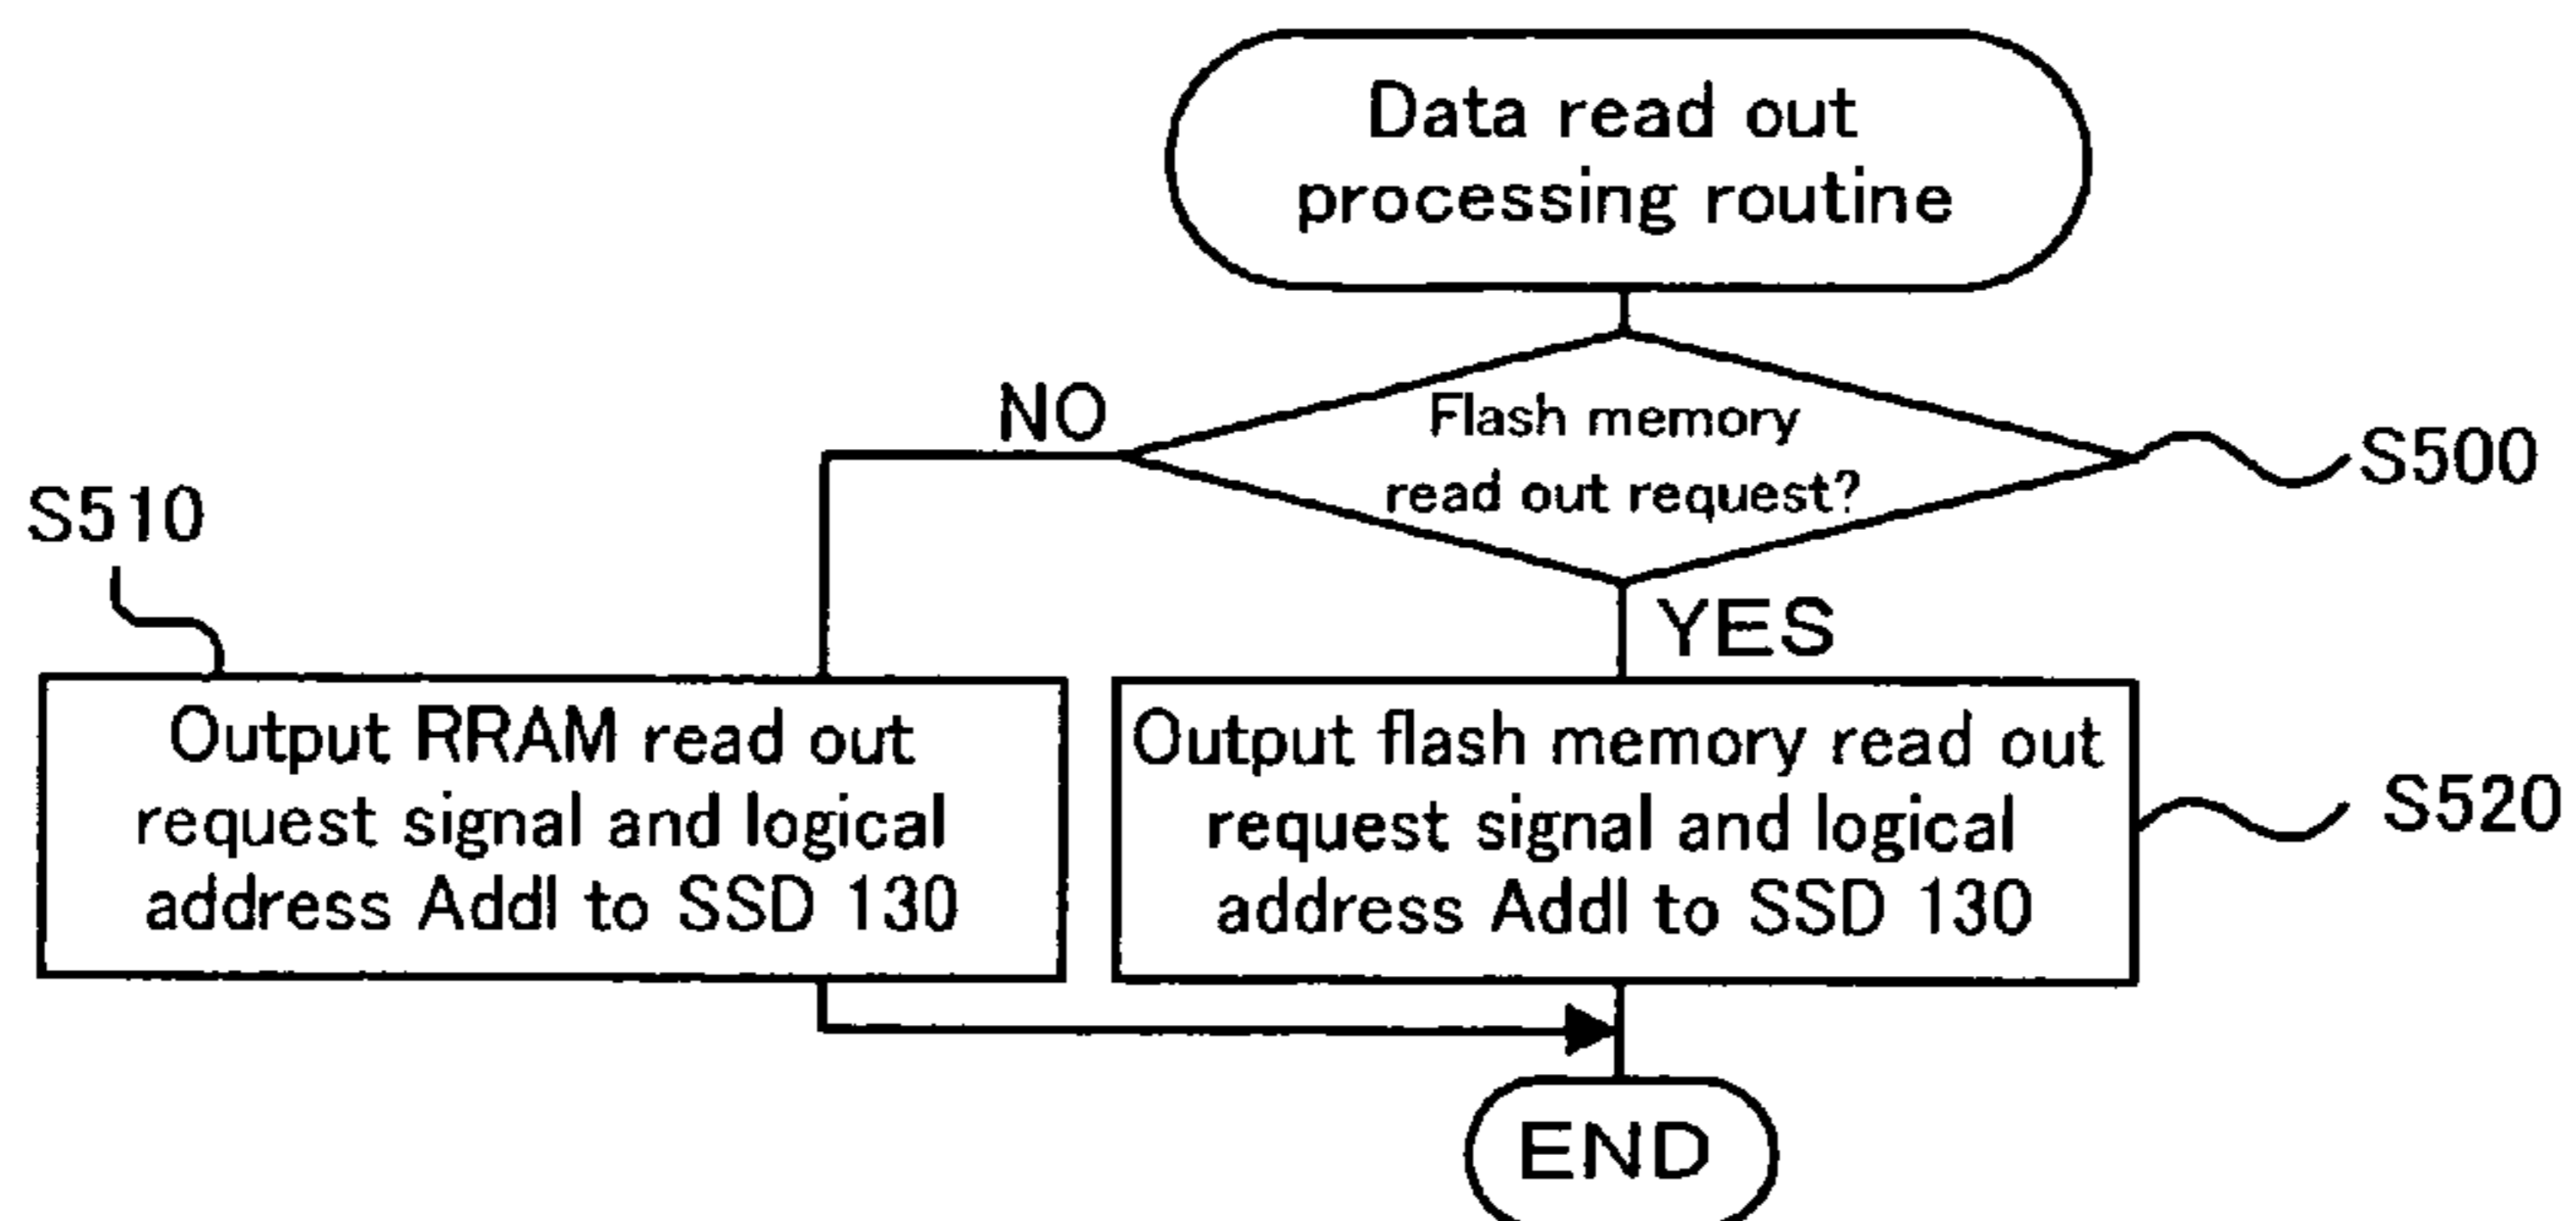 Data read out
processing routine
NO
Flash memory
read out request?
S500
S510
YES
Output RRAM read out
request signal and logical
address Addl to SSD 130
Output flash memory read out
request signal and logical
address Addl to SSD 130
S520
END